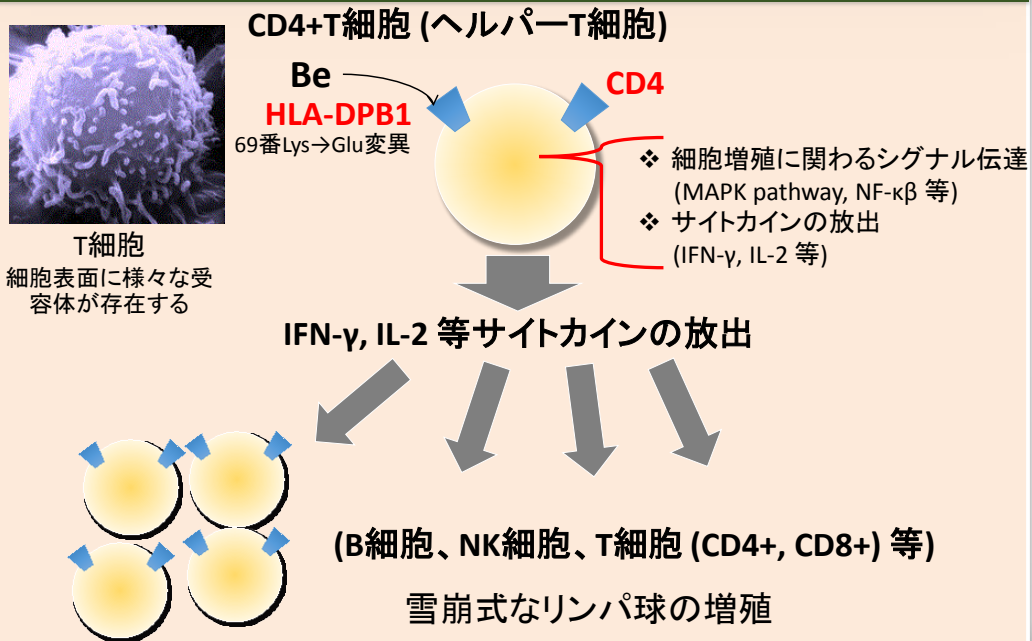 CD4+T細胞 (ヘルパーT細胞)
Be
CD4
HLA-DPB1
69番Lys→Glu変異
❖ 細胞増殖に関わるシグナル伝達
(MAPK pathway, NF-κβ 等)
❖ サイトカインの放出
(IFN-γ, IL-2 等)
T細胞
細胞表面に様々な受
容体が存在する
IFN-γ, IL-2 等サイトカインの放出
(B細胞、NK細胞、T細胞 (CD4+, CD8+) 等)
雪崩式なリンパ球の増殖